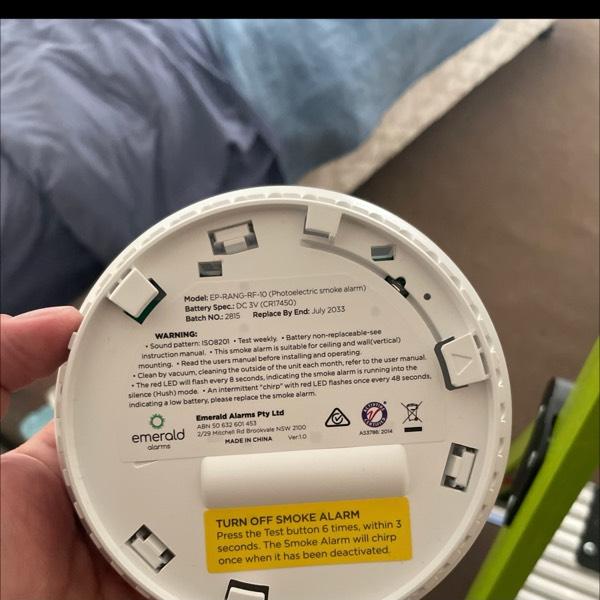 Model: EP-RANG-RF-10 (Photoelectric smoke alarm)
Battery Spec.: DC 3V (CR17450)
Batch NO.: 2815 Replace By End: July 2033
WARNING:
• Sound pattern: ISO8201 • Test weekly. • Battery non-replaceable-see
instruction manual. • This smoke alarm is suitable for ceiling and wall(vertical)
mounting. • Read the users manual before installing and operating.
• Clean by vacuum, cleaning the outside of the unit each month, refer to the user manual.
• The red LED will flash every 8 seconds, indicating the smoke alarm is running into the
silence (Hush) mode. • An intermittent "chirp" with red LED flashes once every 48 seconds,
indicating a low battery, please replace the smoke alarm.
emerald
alarms
Emerald Alarms Pty Ltd
ABN 50 632 601 453
2/29 Mitchell Rd Brookvale NSW 2100
MADE IN CHINA Ver1.0
AS3786: 2014
TURN OFF SMOKE ALARM
Press the Test button 6 times, within 3
seconds. The Smoke Alarm will chirp
once when it has been deactivated.